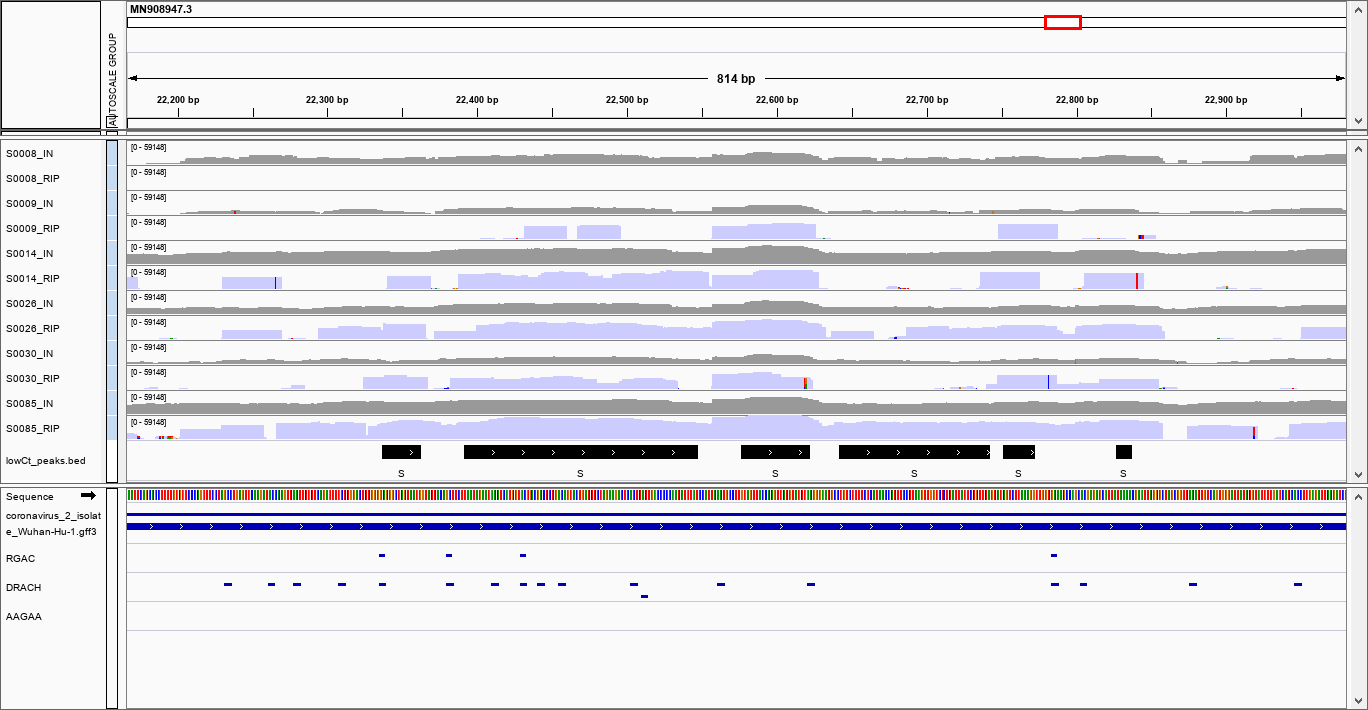 MN908947.3
AUTOSCALE GROUP
814 bp
22,200 bp 22,300 bp 22,400 bp 22,500 bp 22,600 bp 22,700 bp 22,800 bp 22,900 bp
S0008_IN [0 - 59148]
S0008_RIP [0 - 59148]
S0009_IN [0 - 59148]
S0009_RIP [0 - 59148]
S0014_IN [0 - 59148]
S0014_RIP [0 - 59148]
S0026_IN [0 - 59148]
S0026_RIP [0 - 59148]
S0030_IN [0 - 59148]
S0030_RIP [0 - 59148]
S0085_IN [0 - 59148]
S0085_RIP [0 - 59148]
lowCt_peaks.bed
S S S S S S
Sequence
coronavirus_2_isolat
e_Wuhan-Hu-1.gff3
RGAC
DRACH
AAGAA